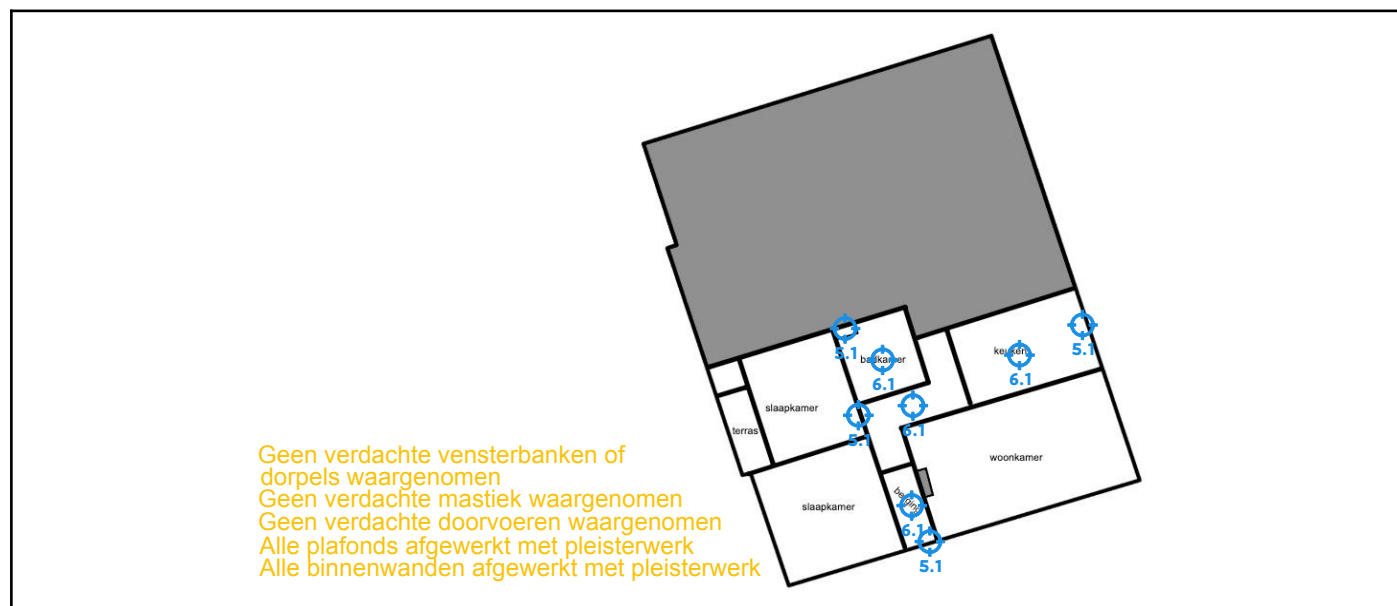 5.1
badkamer
6.1
keuken
5.1
6.1
slaapkamer
5.1
6.1
terras
woonkamer
slaapkamer
berging
6.1
5.1
Geen verdachte vensterbanken of
dorpels waargenomen
Geen verdachte mastiek waargenomen
Geen verdachte doorvoeren waargenomen
Alle plafonds afgewerkt met pleisterwerk
Alle binnenwanden afgewerkt met pleisterwerk